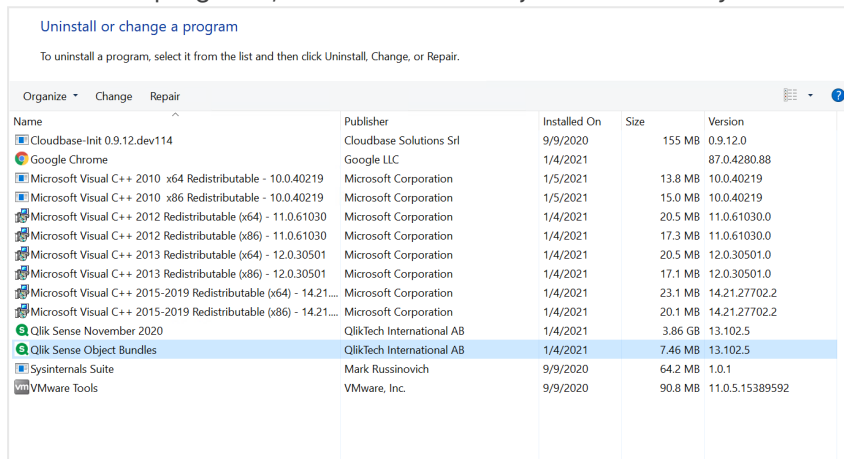 Uninstall or change a program
To uninstall a program, select it from the list and then click Uninstall, Change, or Repair.
Organize Change Repair
Name Publisher Installed On Size Version
Cloudbase-Init 0.9.12.dev114 Cloudbase Solutions Srl 9/9/2020 155 MB 0.9.12.0
Google Chrome Google LLC 1/4/2021 87.0.4280.88
Microsoft Visual C++ 2010 x64 Redistributable - 10.0.40219 Microsoft Corporation 1/5/2021 13.8 MB 10.0.40219
Microsoft Visual C++ 2010 x86 Redistributable - 10.0.40219 Microsoft Corporation 1/5/2021 15.0 MB 10.0.40219
Microsoft Visual C++ 2012 Redistributable (x64) - 11.0.61030 Microsoft Corporation 1/4/2021 20.5 MB 11.0.61030.0
Microsoft Visual C++ 2012 Redistributable (x86) - 11.0.61030 Microsoft Corporation 1/4/2021 17.3 MB 11.0.61030.0
Microsoft Visual C++ 2013 Redistributable (x64) - 12.0.30501 Microsoft Corporation 1/4/2021 20.5 MB 12.0.30501.0
Microsoft Visual C++ 2013 Redistributable (x86) - 12.0.30501 Microsoft Corporation 1/4/2021 17.1 MB 12.0.30501.0
Microsoft Visual C++ 2015-2019 Redistributable (x64) - 14.21.... Microsoft Corporation 1/4/2021 23.1 MB 14.21.27702.2
Microsoft Visual C++ 2015-2019 Redistributable (x86) - 14.21.... Microsoft Corporation 1/4/2021 20.1 MB 14.21.27702.2
Qlik Sense November 2020 QlikTech International AB 1/4/2021 3.86 GB 13.102.5
Qlik Sense Object Bundles QlikTech International AB 1/4/2021 7.46 MB 13.102.5
Sysinternals Suite Mark Russinovich 9/9/2020 64.2 MB 1.0.1
vm VMware Tools VMware, Inc. 9/9/2020 90.8 MB 11.0.5.15389592